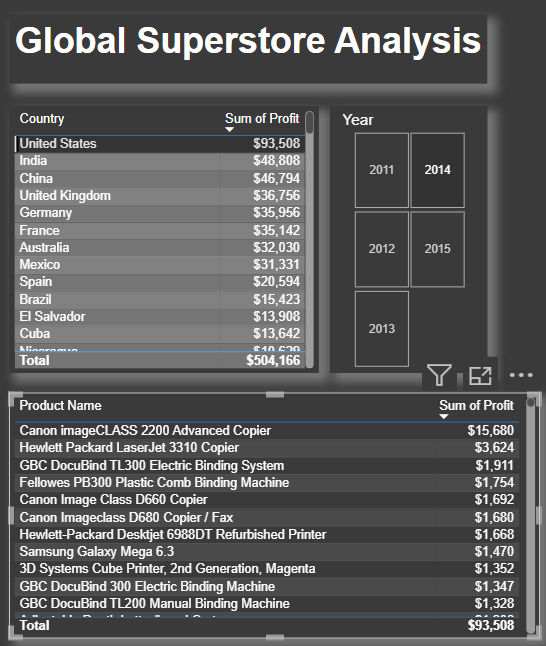 Global Superstore Analysis
Country Sum of Profit
United States $93,508
India $48,808
China $46,794
United Kingdom $36,756
Germany $35,956
France $35,142
Australia $32,030
Mexico $31,331
Spain $20,594
Brazil $15,423
El Salvador $13,908
Cuba $13,642
Nicaragua $10,629
Total $504,166
Year
2011 2014
2012 2015
2013
Product Name Sum of Profit
Canon imageCLASS 2200 Advanced Copier $15,680
Hewlett Packard LaserJet 3310 Copier $3,624
GBC DocuBind TL300 Electric Binding System $1,911
Fellowes PB300 Plastic Comb Binding Machine $1,754
Canon Image Class D660 Copier $1,692
Canon Imageclass D680 Copier / Fax $1,680
Hewlett-Packard Deskjet 6988DT Refurbished Printer $1,668
Samsung Galaxy Mega 6.3 $1,470
3D Systems Cube Printer, 2nd Generation, Magenta $1,352
GBC DocuBind 300 Electric Binding Machine $1,347
GBC DocuBind TL200 Manual Binding Machine $1,328
Total $93,508